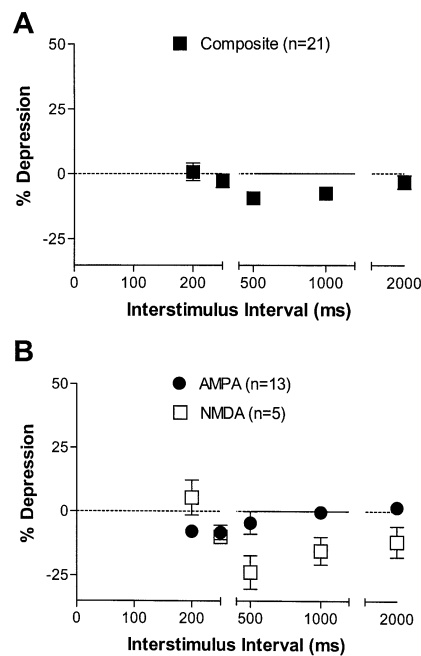 A
50
Composite (n=21)
25
0
-25
% Depression
0
100
200
500
1000
2000
Interstimulus Interval (ms)
B
50
AMPA (n=13)
NMDA (n=5)
25
0
-25
% Depression
0
100
200
500
1000
2000
Interstimulus Interval (ms)